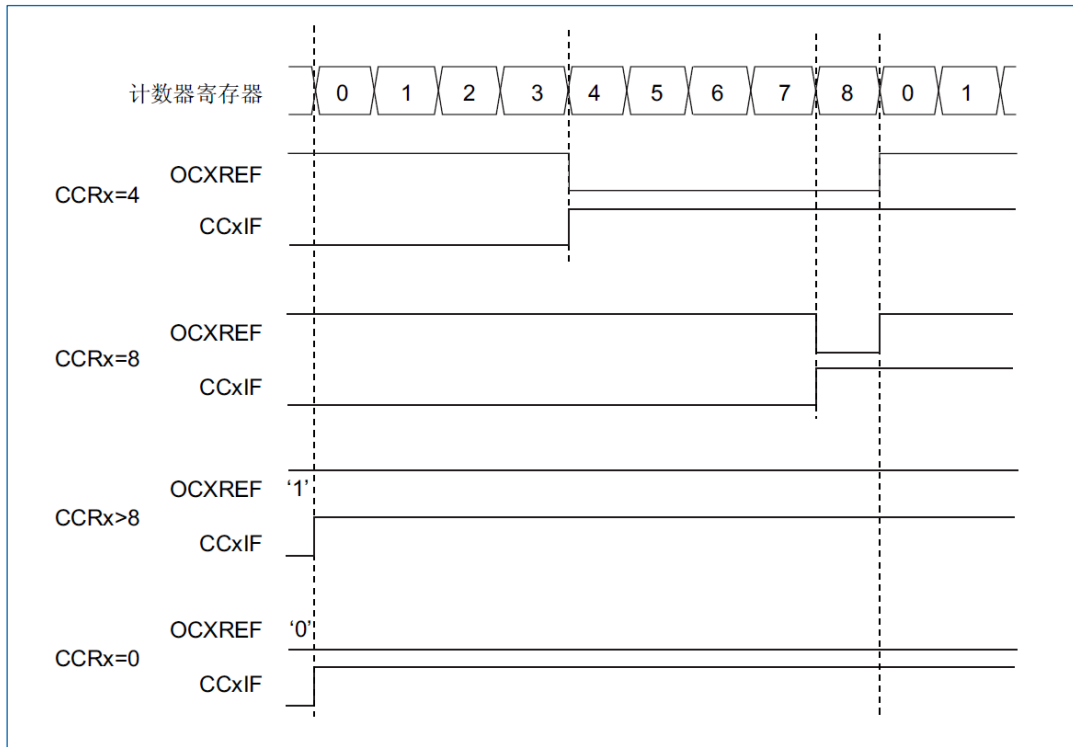 计数器寄存器 0 1 2 3 4 5 6 7 8 0 1
OCXREF
CCRx=4
CCxIF
OCXREF
CCRx=8
CCxIF
OCXREF ‘1’
CCRx>8
CCxIF
OCXREF ‘0’
CCRx=0
CCxIF